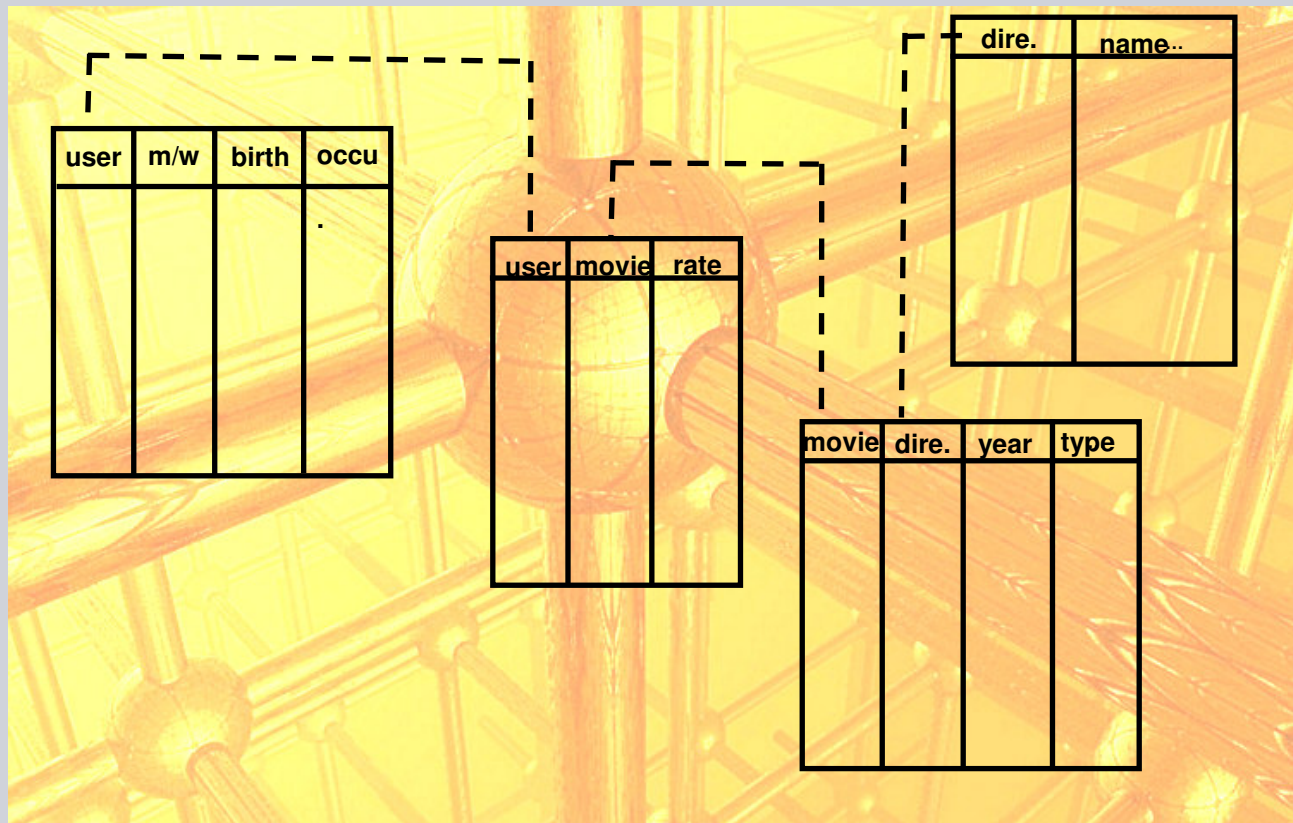 dire. name...
user m/w birth occu
.
user movie rate
movie dire. year type